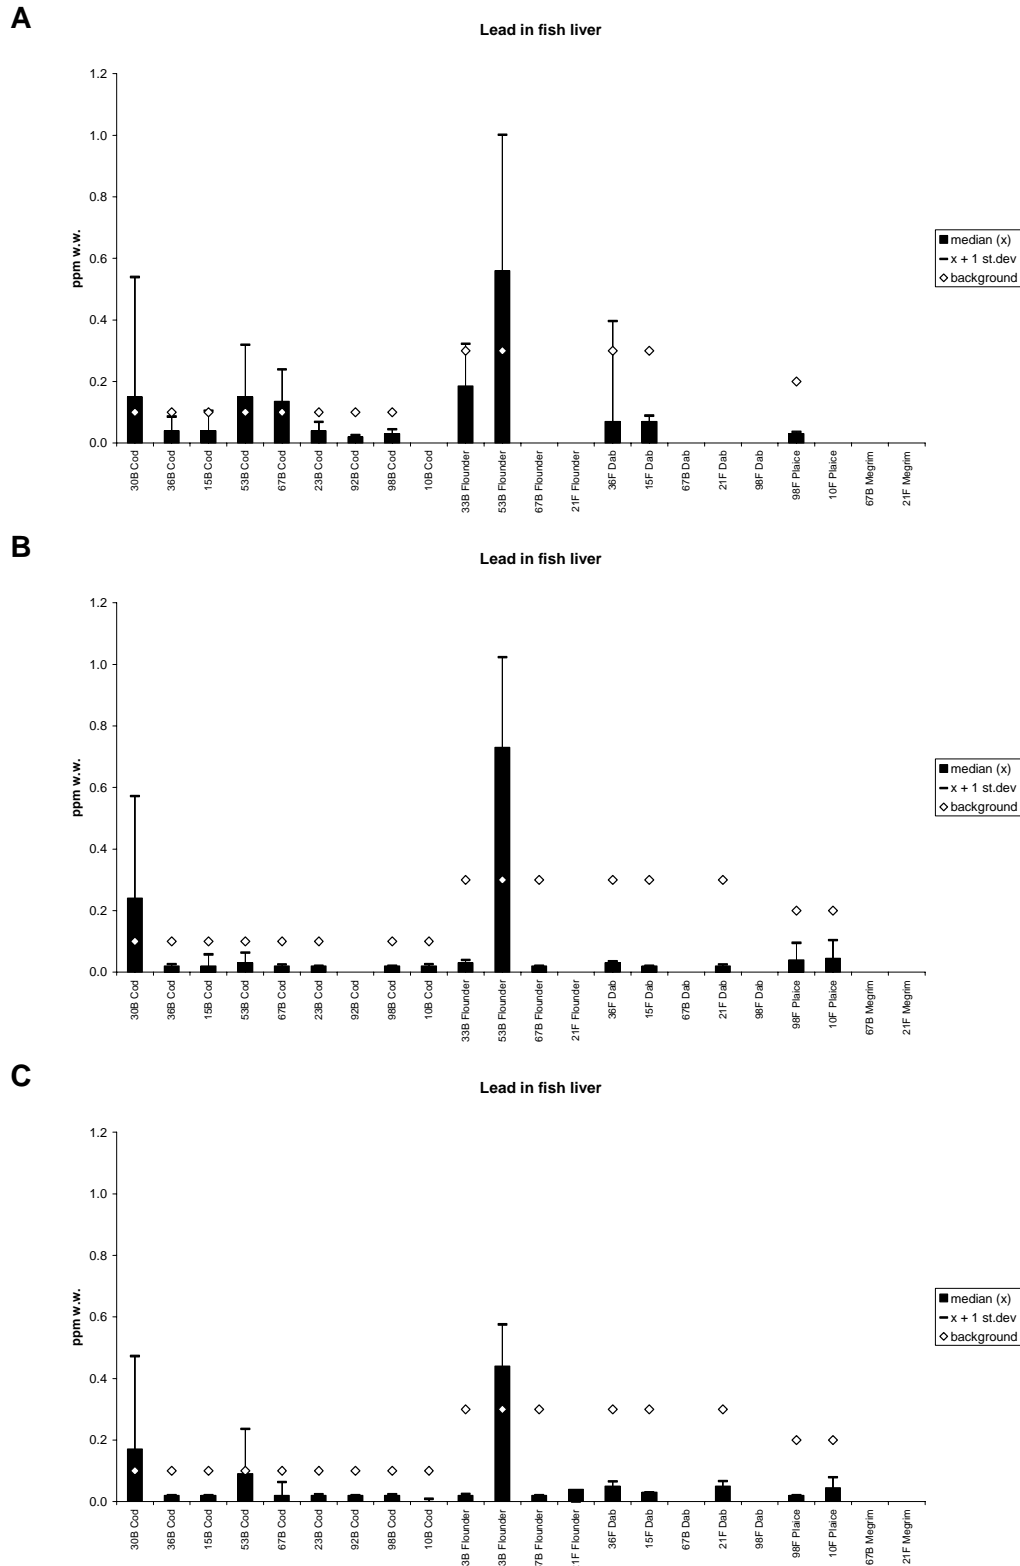 A
Lead in fish liver
1.2
1.0
0.8
0.6
0.4
0.2
0.0
ppm w.w.
median (x)
x + 1 st.dev
background
30B Cod
36B Cod
15B Cod
53B Cod
67B Cod
23B Cod
92B Cod
98B Cod
10B Cod
33B Flounder
53B Flounder
67B Flounder
21F Flounder
36F Dab
15F Dab
67B Dab
21F Dab
98F Dab
98F Plaice
10F Plaice
67B Megrim
21F Megrim
B
Lead in fish liver
1.2
1.0
0.8
0.6
0.4
0.2
0.0
ppm w.w.
median (x)
x + 1 st.dev
background
30B Cod
36B Cod
15B Cod
53B Cod
67B Cod
23B Cod
92B Cod
98B Cod
10B Cod
33B Flounder
53B Flounder
67B Flounder
21F Flounder
36F Dab
15F Dab
67B Dab
21F Dab
98F Dab
98F Plaice
10F Plaice
67B Megrim
21F Megrim
C
Lead in fish liver
1.2
1.0
0.8
0.6
0.4
0.2
0.0
ppm w.w.
median (x)
x + 1 st.dev
background
30B Cod
36B Cod
15B Cod
53B Cod
67B Cod
23B Cod
92B Cod
98B Cod
10B Cod
3B Flounder
3B Flounder
7B Flounder
1F Flounder
36F Dab
15F Dab
67B Dab
21F Dab
98F Dab
98F Plaice
10F Plaice
67B Megrim
21F Megrim